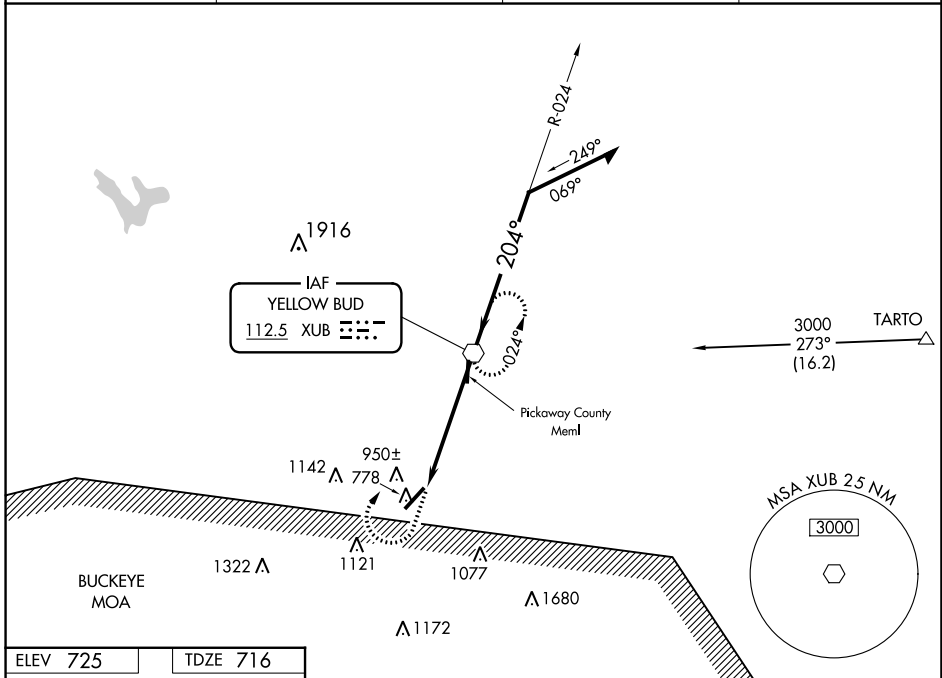 R-024
249°
069°
204°
1916
IAF
YELLOW BUD
112.5 XUB
024°
3000
273°
(16.2)
TARTO
Pickaway County
Meml
950±
1142
778
MSA XUB 25 NM
3000
1322
1121
1077
BUCKEYE
MOA
1680
1172
ELEV 725
TDZE 716